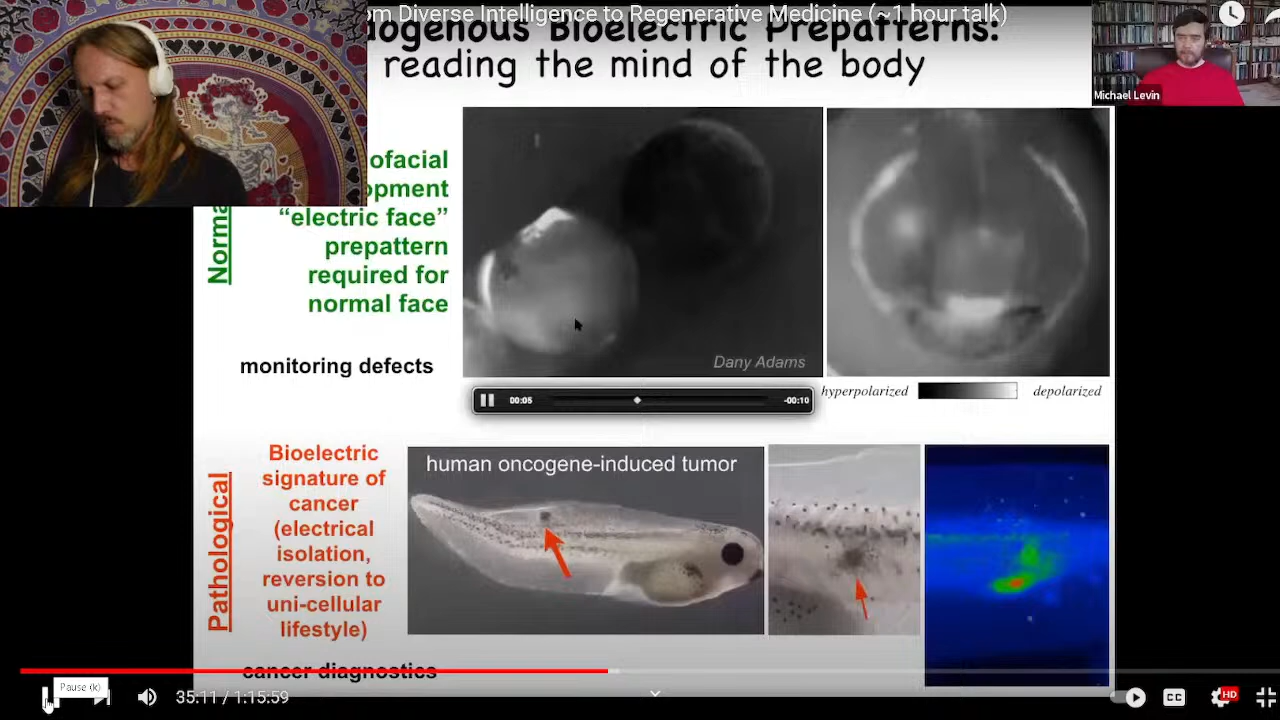 om Diverse Intelligence to Regenerative Medicine (~1 hour talk)
dogenous Bioelectric Prepatterns:
reading the mind of the body
Michael Levin
Norma
ofacial
opment
“electric face”
prepattern
required for
normal face
monitoring defects
Dany Adams
hyperpolarized
depolarized
00:05
-00:10
Pathological
Bioelectric
signature of
cancer
(electrical
isolation,
reversion to
uni-cellular
lifestyle)
cancer diagnostics
human oncogene-induced tumor
Pause (k)
35:11 / 1:15:59
CC
HD